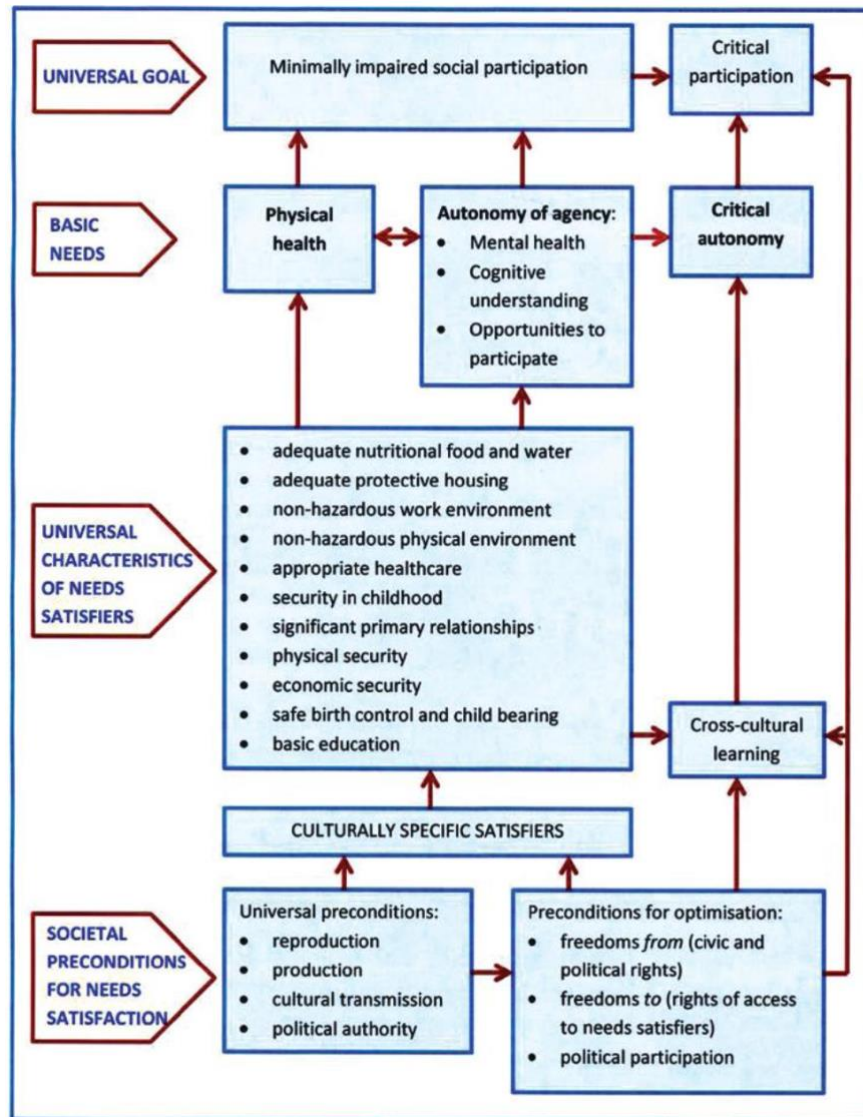 UNIVERSAL GOAL
Minimally impaired social participation
Critical
participation
BASIC
NEEDS
Physical
health
Autonomy of agency:
• Mental health
• Cognitive
understanding
• Opportunities to
participate
Critical
autonomy
UNIVERSAL
CHARACTERISTICS
OF NEEDS
SATISFIERS
• adequate nutritional food and water
• adequate protective housing
• non-hazardous work environment
• non-hazardous physical environment
• appropriate healthcare
• security in childhood
• significant primary relationships
• physical security
• economic security
• safe birth control and child bearing
• basic education
Cross-cultural
learning
CULTURALLY SPECIFIC SATISFIERS
SOCIETAL
PRECONDITIONS
FOR NEEDS
SATISFACTION
Universal preconditions:
• reproduction
• production
• cultural transmission
• political authority
Preconditions for optimisation:
• freedoms from (civic and
political rights)
• freedoms to (rights of access
to needs satisfiers)
• political participation